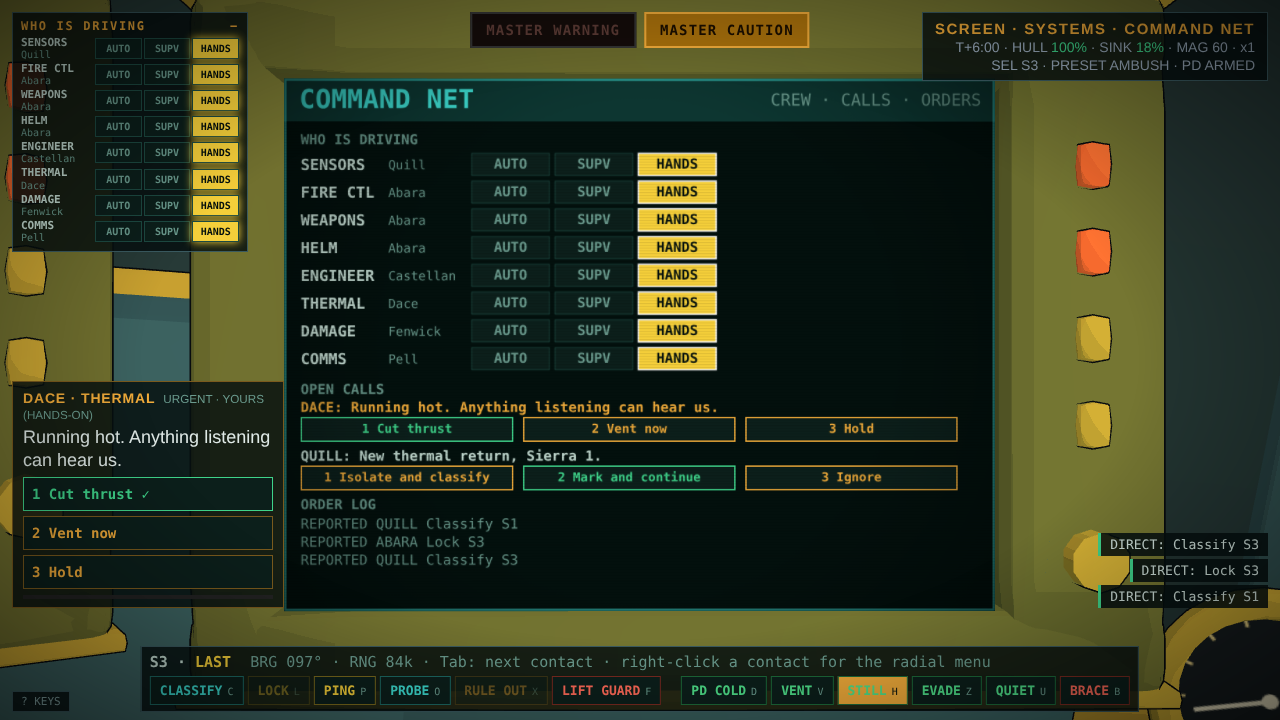 WHO IS DRIVING −
SENSORS
Quill
AUTO SUPV HANDS
FIRE CTL
Abara
AUTO SUPV HANDS
WEAPONS
Abara
AUTO SUPV HANDS
HELM
Abara
AUTO SUPV HANDS
ENGINEER
Castellan
AUTO SUPV HANDS
THERMAL
Dace
AUTO SUPV HANDS
DAMAGE
Fenwick
AUTO SUPV HANDS
COMMS
Pell
AUTO SUPV HANDS
MASTER WARNING MASTER CAUTION
SCREEN · SYSTEMS · COMMAND NET
T+6:00 · HULL 100% · SINK 18% · MAG 60 · x1
SEL S3 · PRESET AMBUSH · PD ARMED
COMMAND NET CREW · CALLS · ORDERS
WHO IS DRIVING
SENSORS Quill AUTO SUPV HANDS
FIRE CTL Abara AUTO SUPV HANDS
WEAPONS Abara AUTO SUPV HANDS
HELM Abara AUTO SUPV HANDS
ENGINEER Castellan AUTO SUPV HANDS
THERMAL Dace AUTO SUPV HANDS
DAMAGE Fenwick AUTO SUPV HANDS
COMMS Pell AUTO SUPV HANDS
OPEN CALLS
DACE: Running hot. Anything listening can hear us.
1 Cut thrust 2 Vent now 3 Hold
QUILL: New thermal return, Sierra 1.
1 Isolate and classify 2 Mark and continue 3 Ignore
ORDER LOG
REPORTED QUILL Classify S1
REPORTED ABARA Lock S3
REPORTED QUILL Classify S3
DACE · THERMAL URGENT · YOURS
(HANDS-ON)
Running hot. Anything listening
can hear us.
1 Cut thrust ✓
2 Vent now
3 Hold
DIRECT: Classify S3
DIRECT: Lock S3
DIRECT: Classify S1
S3 · LAST BRG 097° · RNG 84k · Tab: next contact · right-click a contact for the radial menu
CLASSIFY C LOCK L PING P PROBE O RULE OUT X LIFT GUARD F PD COLD D VENT V STILL H EVADE Z QUIET U BRACE B
? KEYS